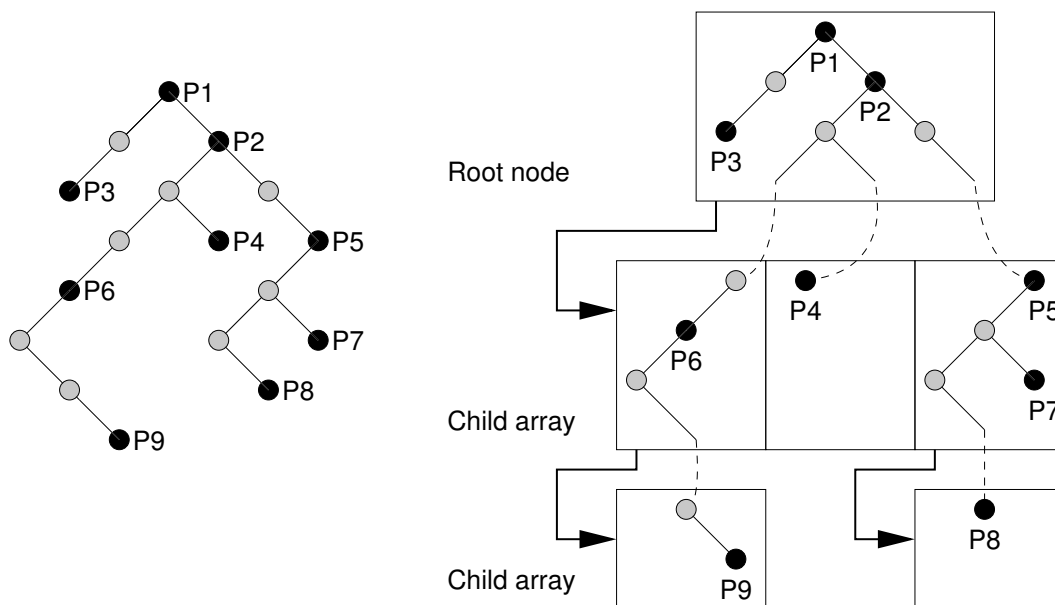 P1
P2
P3
P4
P5
P6
P7
P8
P9
Root node
P1
P2
P3
P4
P5
P6
P7
Child array
P8
P9
Child array